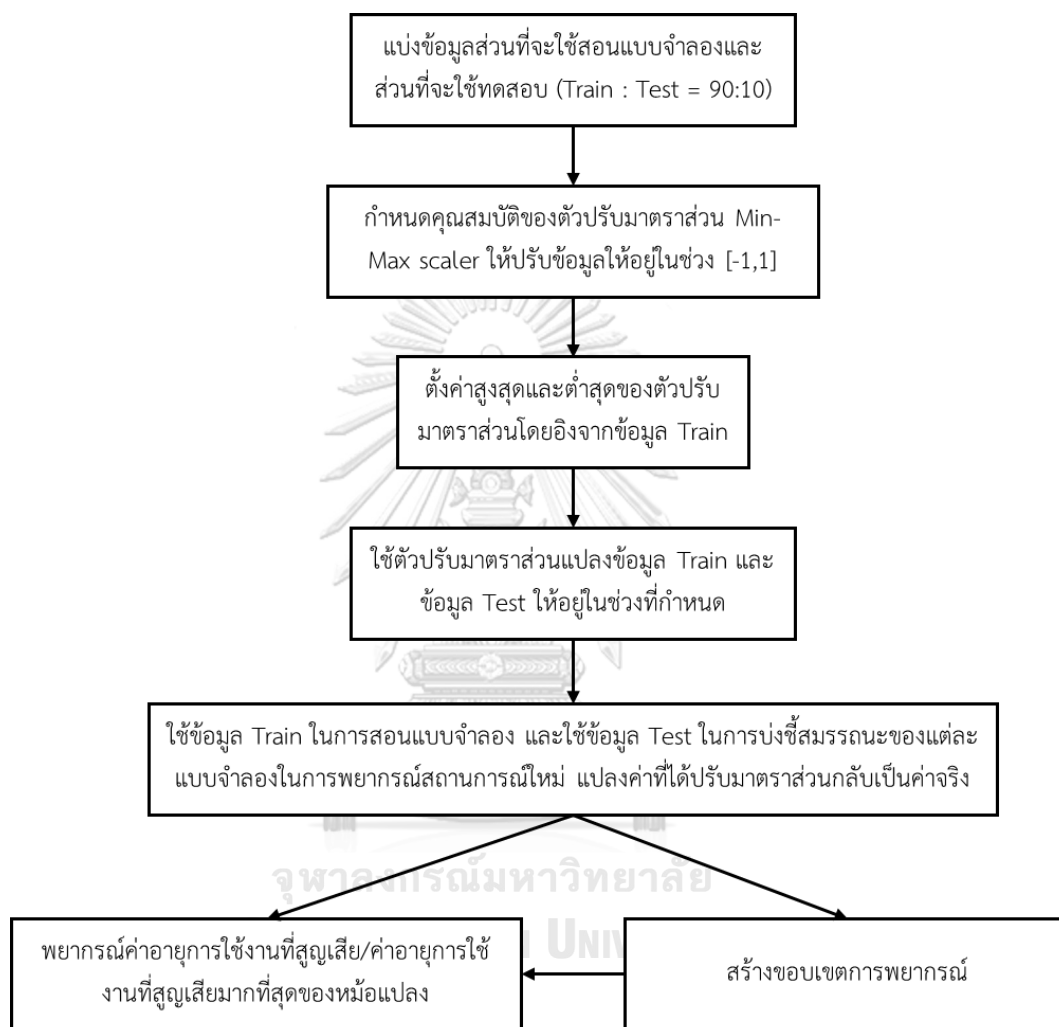 แบ่งข้อมูลส่วนที่จะใช้สอนแบบจำลองและ
ส่วนที่จะใช้ทดสอบ (Train : Test = 90:10)
กำหนดคุณสมบัติของตัวปรับมาตราส่วน Min-
Max scaler ให้ปรับข้อมูลให้อยู่ในช่วง [-1,1]
ตั้งค่าสูงสุดและต่ำสุดของตัวปรับ
มาตราส่วนโดยอิงจากข้อมูล Train
ใช้ตัวปรับมาตราส่วนแปลงข้อมูล Train และ
ข้อมูล Test ให้อยู่ในช่วงที่กำหนด
ใช้ข้อมูล Train ในการสอนแบบจำลอง และใช้ข้อมูล Test ในการบ่งชี้สมรรถนะของแต่ละ
แบบจำลองในการพยากรณ์สถานการณ์ใหม่ แปลงค่าที่ได้ปรับมาตราส่วนกลับเป็นค่าจริง
จุฬาลงกรณ์มหาวิทยาลัย
พยากรณ์ค่าอายุการใช้งานที่สูญเสีย/ค่าอายุการใช้
งานที่สูญเสียมากที่สุดของหม้อแปลง
สร้างขอบเขตการพยากรณ์